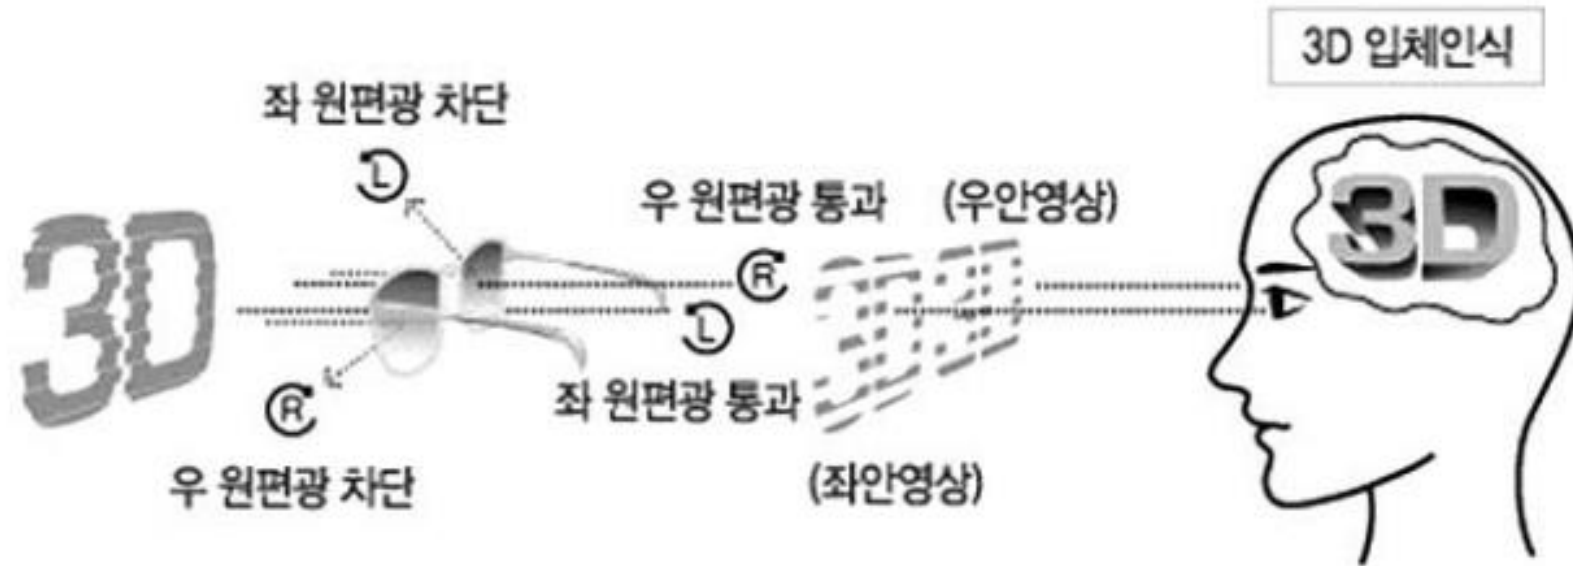 3D 입체인식
좌 원편광 차단
L
우 원편광 통과 (우안영상)
3D
3D
R
L
R
좌 원편광 통과
우 원편광 차단
(좌안영상)